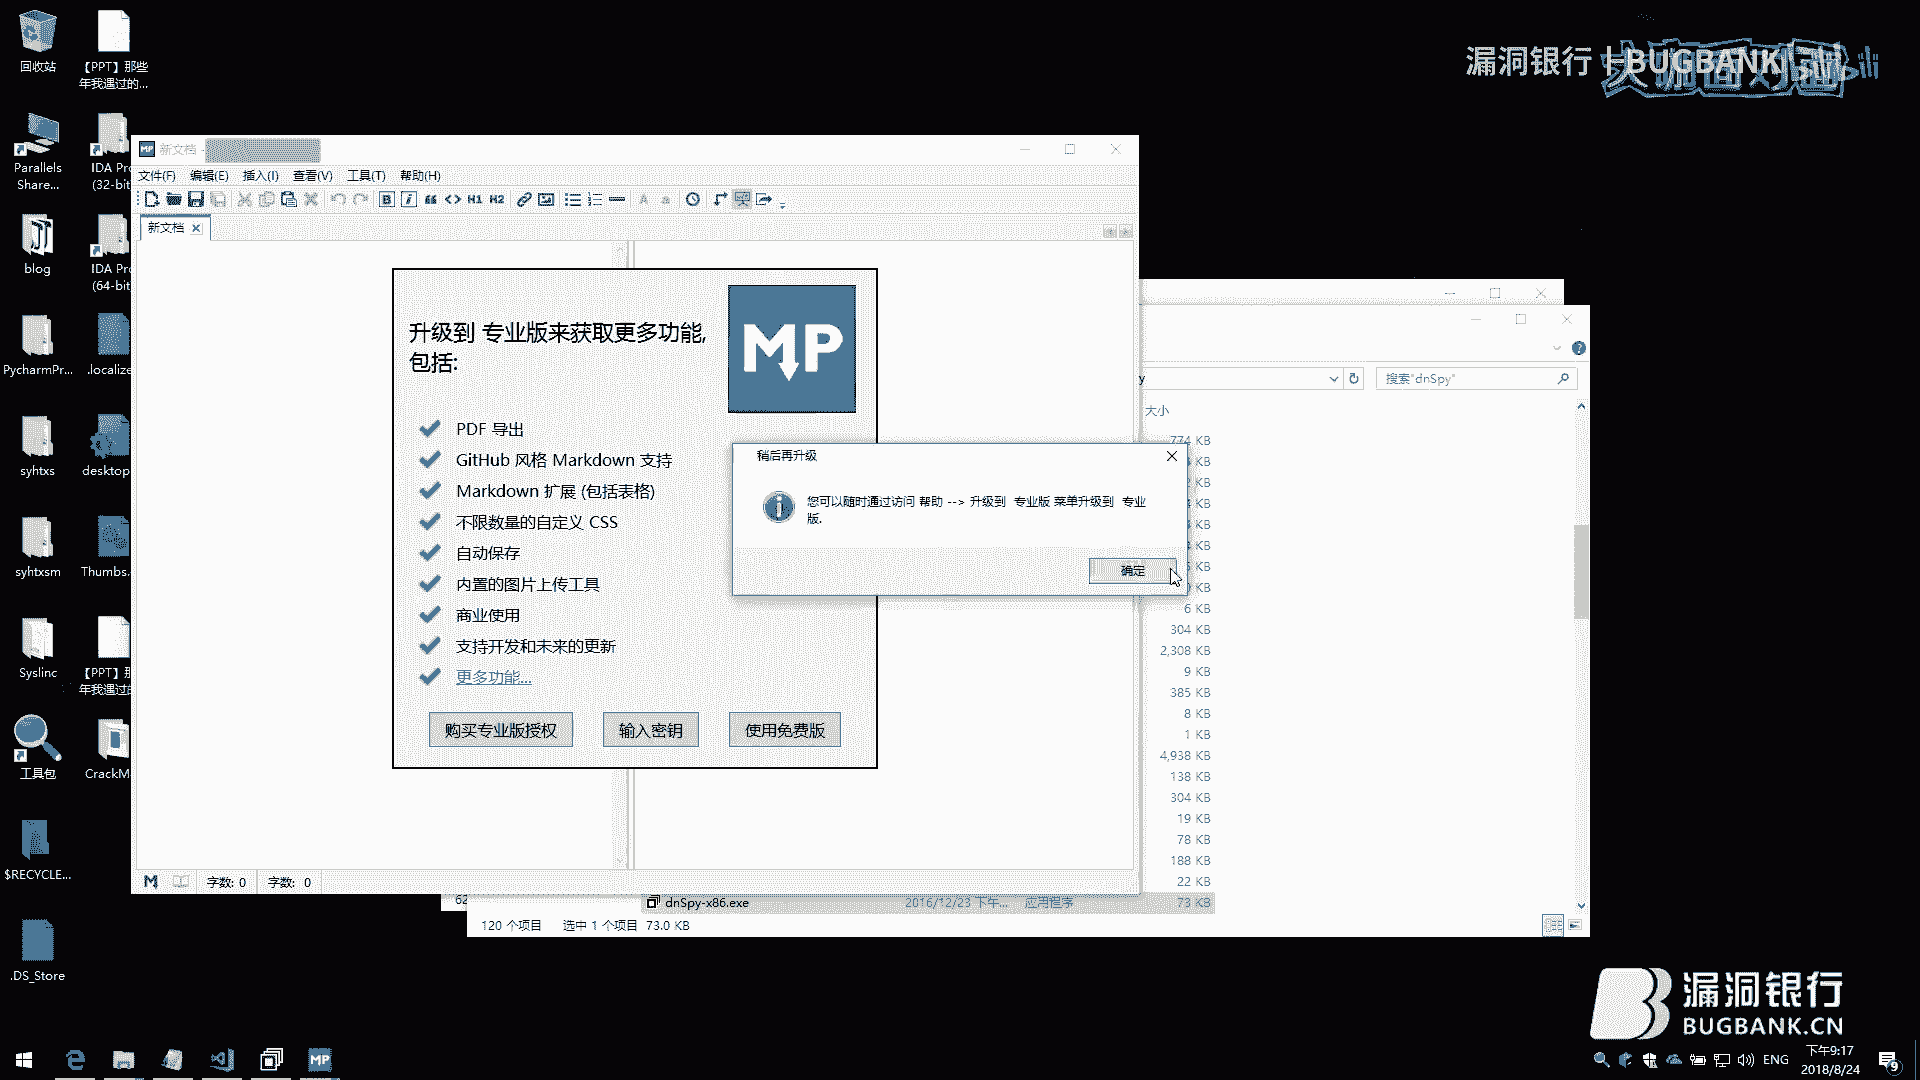 回收站
【PPT】那些
年我遇过的...
漏洞银行 | BUGBANK
Parallels
Share...
IDA Pr
(32-bit
blog
IDA Pr
(64-bit
PycharmPr...
.localize
syhtxs
desktop
syhtxsm
Thumbs.
Syslinc
【PPT】那
年我遇过的
工具包
CrackM
$RECYCLE...
.DS_Store
MP
新文档 -
文件(F)
编辑(E)
插入(I)
查看(V)
工具(T)
帮助(H)
B i H1 H2 A a
新文档
升级到 专业版来获取更多功能,
包括:
MP
PDF 导出
GitHub 风格 Markdown 支持
Markdown 扩展 (包括表格)
不限数量的自定义 CSS
自动保存
内置的图片上传工具
商业使用
支持开发和未来的更新
更多功能...
购买专业版授权
输入密钥
使用免费版
稍后再升级
您可以随时通过访问 帮助 --> 升级到 专业版 菜单升级到 专业
版.
确定
字数: 0
字数: 0
y
搜索"dnSpy"
大小
774 KB
KB
KB
KB
KB
KB
KB
KB
6 KB
304 KB
2,308 KB
9 KB
385 KB
8 KB
1 KB
4,938 KB
138 KB
304 KB
19 KB
78 KB
188 KB
22 KB
62
dnSpy-x86.exe
2016/12/23 下午...
应用程序
73 KB
120 个项目
选中 1 个项目 73.0 KB
漏洞银行
BUGBANK.CN
MP
ENG
下午9:17
2018/8/24
9